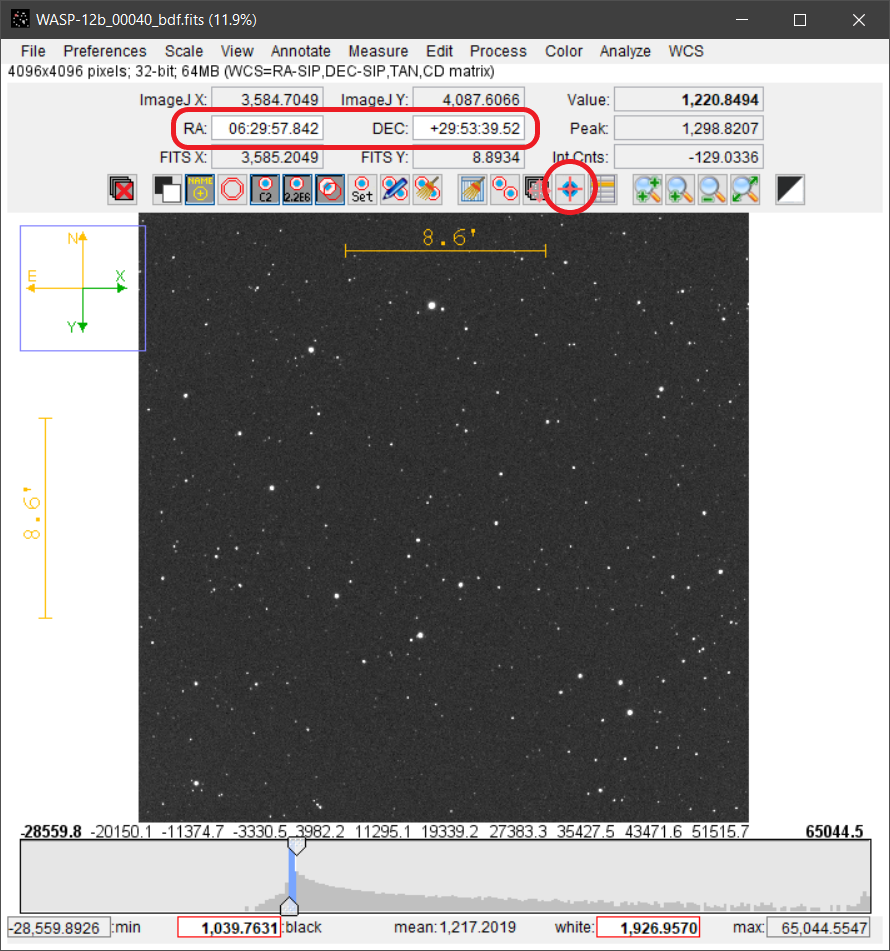 WASP-12b_00040_bdf.fits (11.9%)
File Preferences Scale View Annotate Measure Edit Process Color Analyze WCS
4096x4096 pixels; 32-bit; 64MB (WCS=RA-SIP,DEC-SIP,TAN,CD matrix)
ImageJ X: 3,584.7049 ImageJ Y: 4,087.6066 Value: 1,220.8494
RA: 06:29:57.842 DEC: +29:53:39.52 Peak: 1,298.8207
FITS X: 3,585.2049 FITS Y: 8.8934 Int Cnts: -129.0336
NAME C2 2.2E6 Set
8.6'
N
E X
Y
8.6'
-28559.8 -20150.1 -11374.7 -3330.5 3982.2 11295.1 19339.2 27383.3 35427.5 43471.6 51515.7 65044.5
-28,559.8926 :min 1,039.7631 :black mean:1,217.2019 white: 1,926.9570 max: 65,044.5547